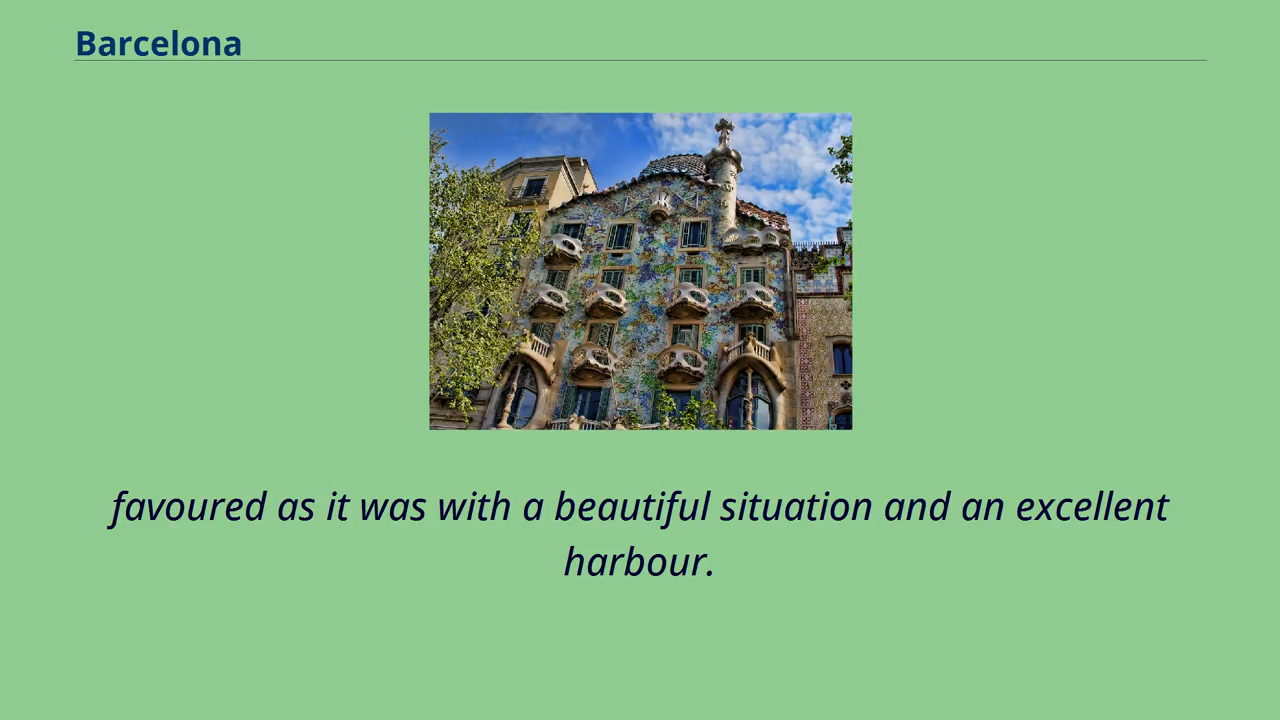 Barcelona
favoured as it was with a beautiful situation and an excellent
harbour.